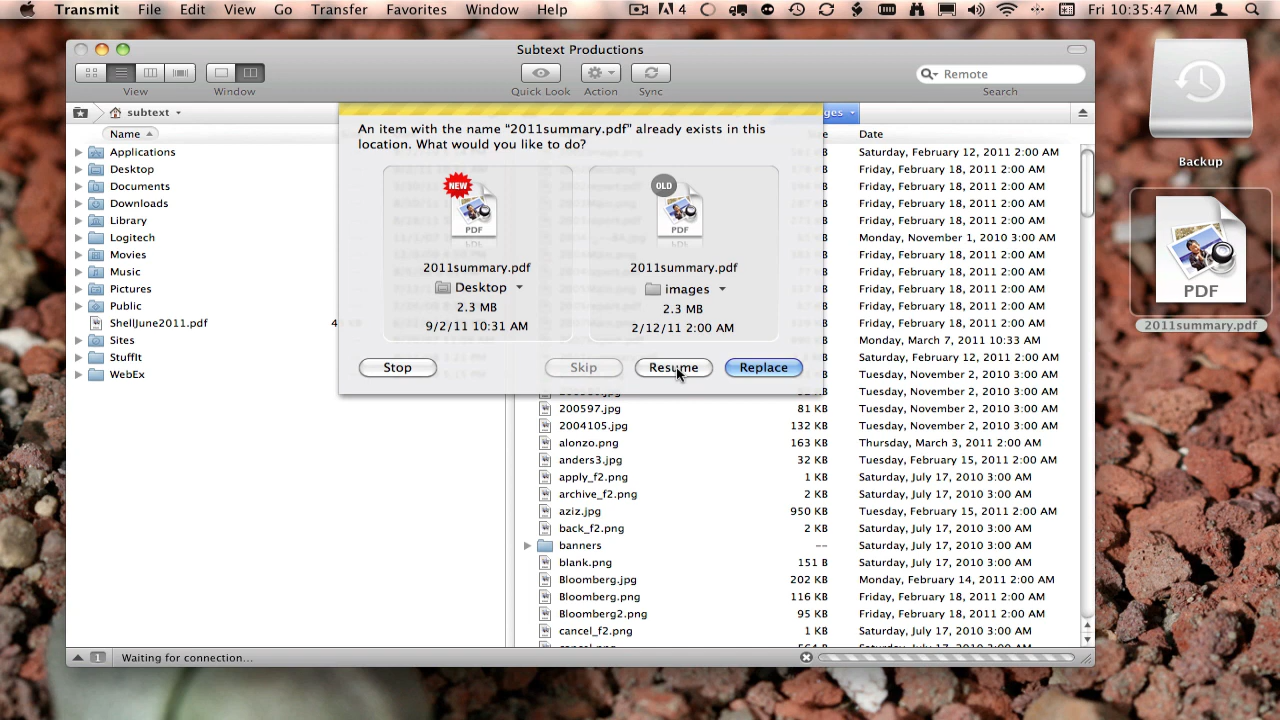 Transmit File Edit View Go Transfer Favorites Window Help 4 Fri 10:35:47 AM
Subtext Productions
View Window Quick Look Action Sync Remote Search
subtext ges
Name Date
An item with the name “2011summary.pdf” already exists in this
location. What would you like to do?
NEW OLD
PDF PDF
2011summary.pdf 2011summary.pdf
Desktop images
2.3 MB 2.3 MB
9/2/11 10:31 AM 2/12/11 2:00 AM
Stop Skip Resume Replace
Applications
Desktop
Documents
Downloads
Library
Logitech
Movies
Music
Pictures
Public
ShellJune2011.pdf
Sites
StuffIt
WebEx
Saturday, February 12, 2011 2:00 AM
Friday, February 18, 2011 2:00 AM
Friday, February 18, 2011 2:00 AM
Friday, February 18, 2011 2:00 AM
Friday, February 18, 2011 2:00 AM
Monday, November 1, 2010 3:00 AM
Friday, February 18, 2011 2:00 AM
Friday, February 18, 2011 2:00 AM
Friday, February 18, 2011 2:00 AM
Friday, February 18, 2011 2:00 AM
Friday, February 18, 2011 2:00 AM
Monday, March 7, 2011 10:33 AM
Saturday, February 12, 2011 2:00 AM
Tuesday, November 2, 2010 3:00 AM
Tuesday, November 2, 2010 3:00 AM
200597.jpg 81 KB Tuesday, November 2, 2010 3:00 AM
2004105.jpg 132 KB Tuesday, November 2, 2010 3:00 AM
alonzo.png 163 KB Thursday, March 3, 2011 2:00 AM
anders3.jpg 32 KB Tuesday, February 15, 2011 2:00 AM
apply_f2.png 1 KB Saturday, July 17, 2010 3:00 AM
archive_f2.png 2 KB Saturday, July 17, 2010 3:00 AM
aziz.jpg 950 KB Tuesday, February 15, 2011 2:00 AM
back_f2.png 2 KB Saturday, July 17, 2010 3:00 AM
banners -- Saturday, July 17, 2010 3:00 AM
blank.png 151 B Saturday, July 17, 2010 3:00 AM
Bloomberg.jpg 202 KB Monday, February 14, 2011 2:00 AM
Bloomberg.png 116 KB Friday, February 18, 2011 2:00 AM
Bloomberg2.png 95 KB Friday, February 18, 2011 2:00 AM
cancel_f2.png 1 KB Saturday, July 17, 2010 3:00 AM
1 Waiting for connection...
Backup
PDF
2011summary.pdf